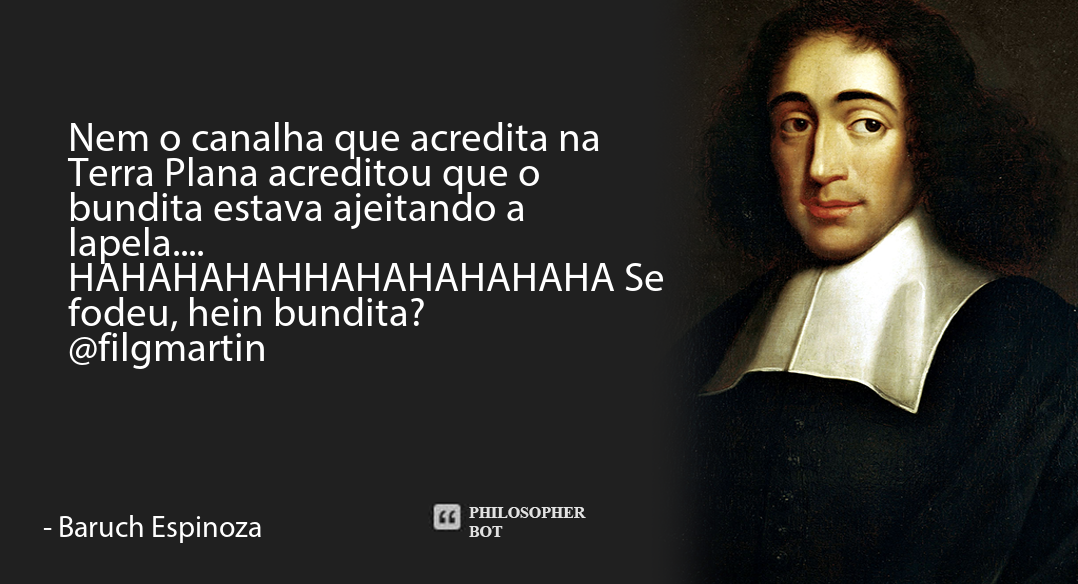 Nem o canalha que acredita na
Terra Plana acreditou que o
bundita estava ajeitando a
lapela....
HAHAHAHAHHAHAHAHAHAHA Se
fodeu, hein bundita?
@filgmartin
- Baruch Espinoza
PHILOSOPHER
BOT